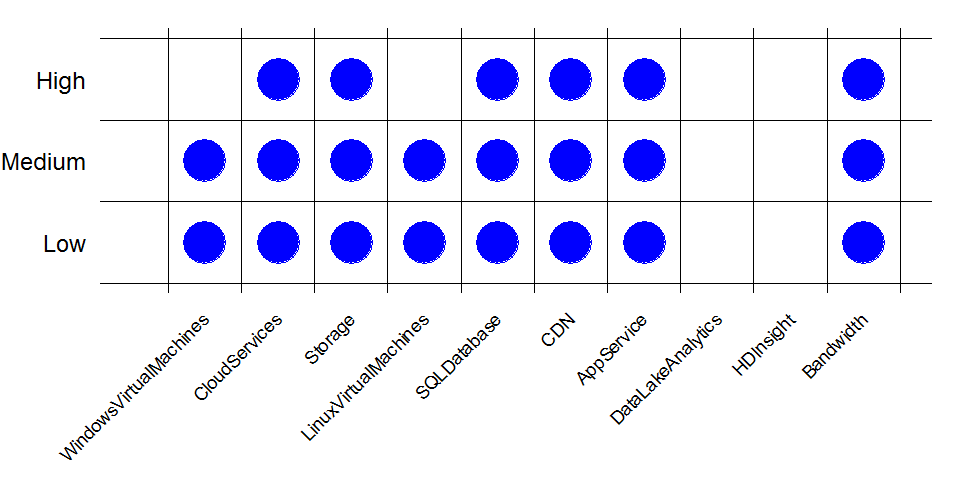 High
Medium
Low
WindowsVirtualMachines
CloudServices
Storage
LinuxVirtualMachines
SQLDatabase
CDN
AppService
DataLakeAnalytics
HDInsight
Bandwidth